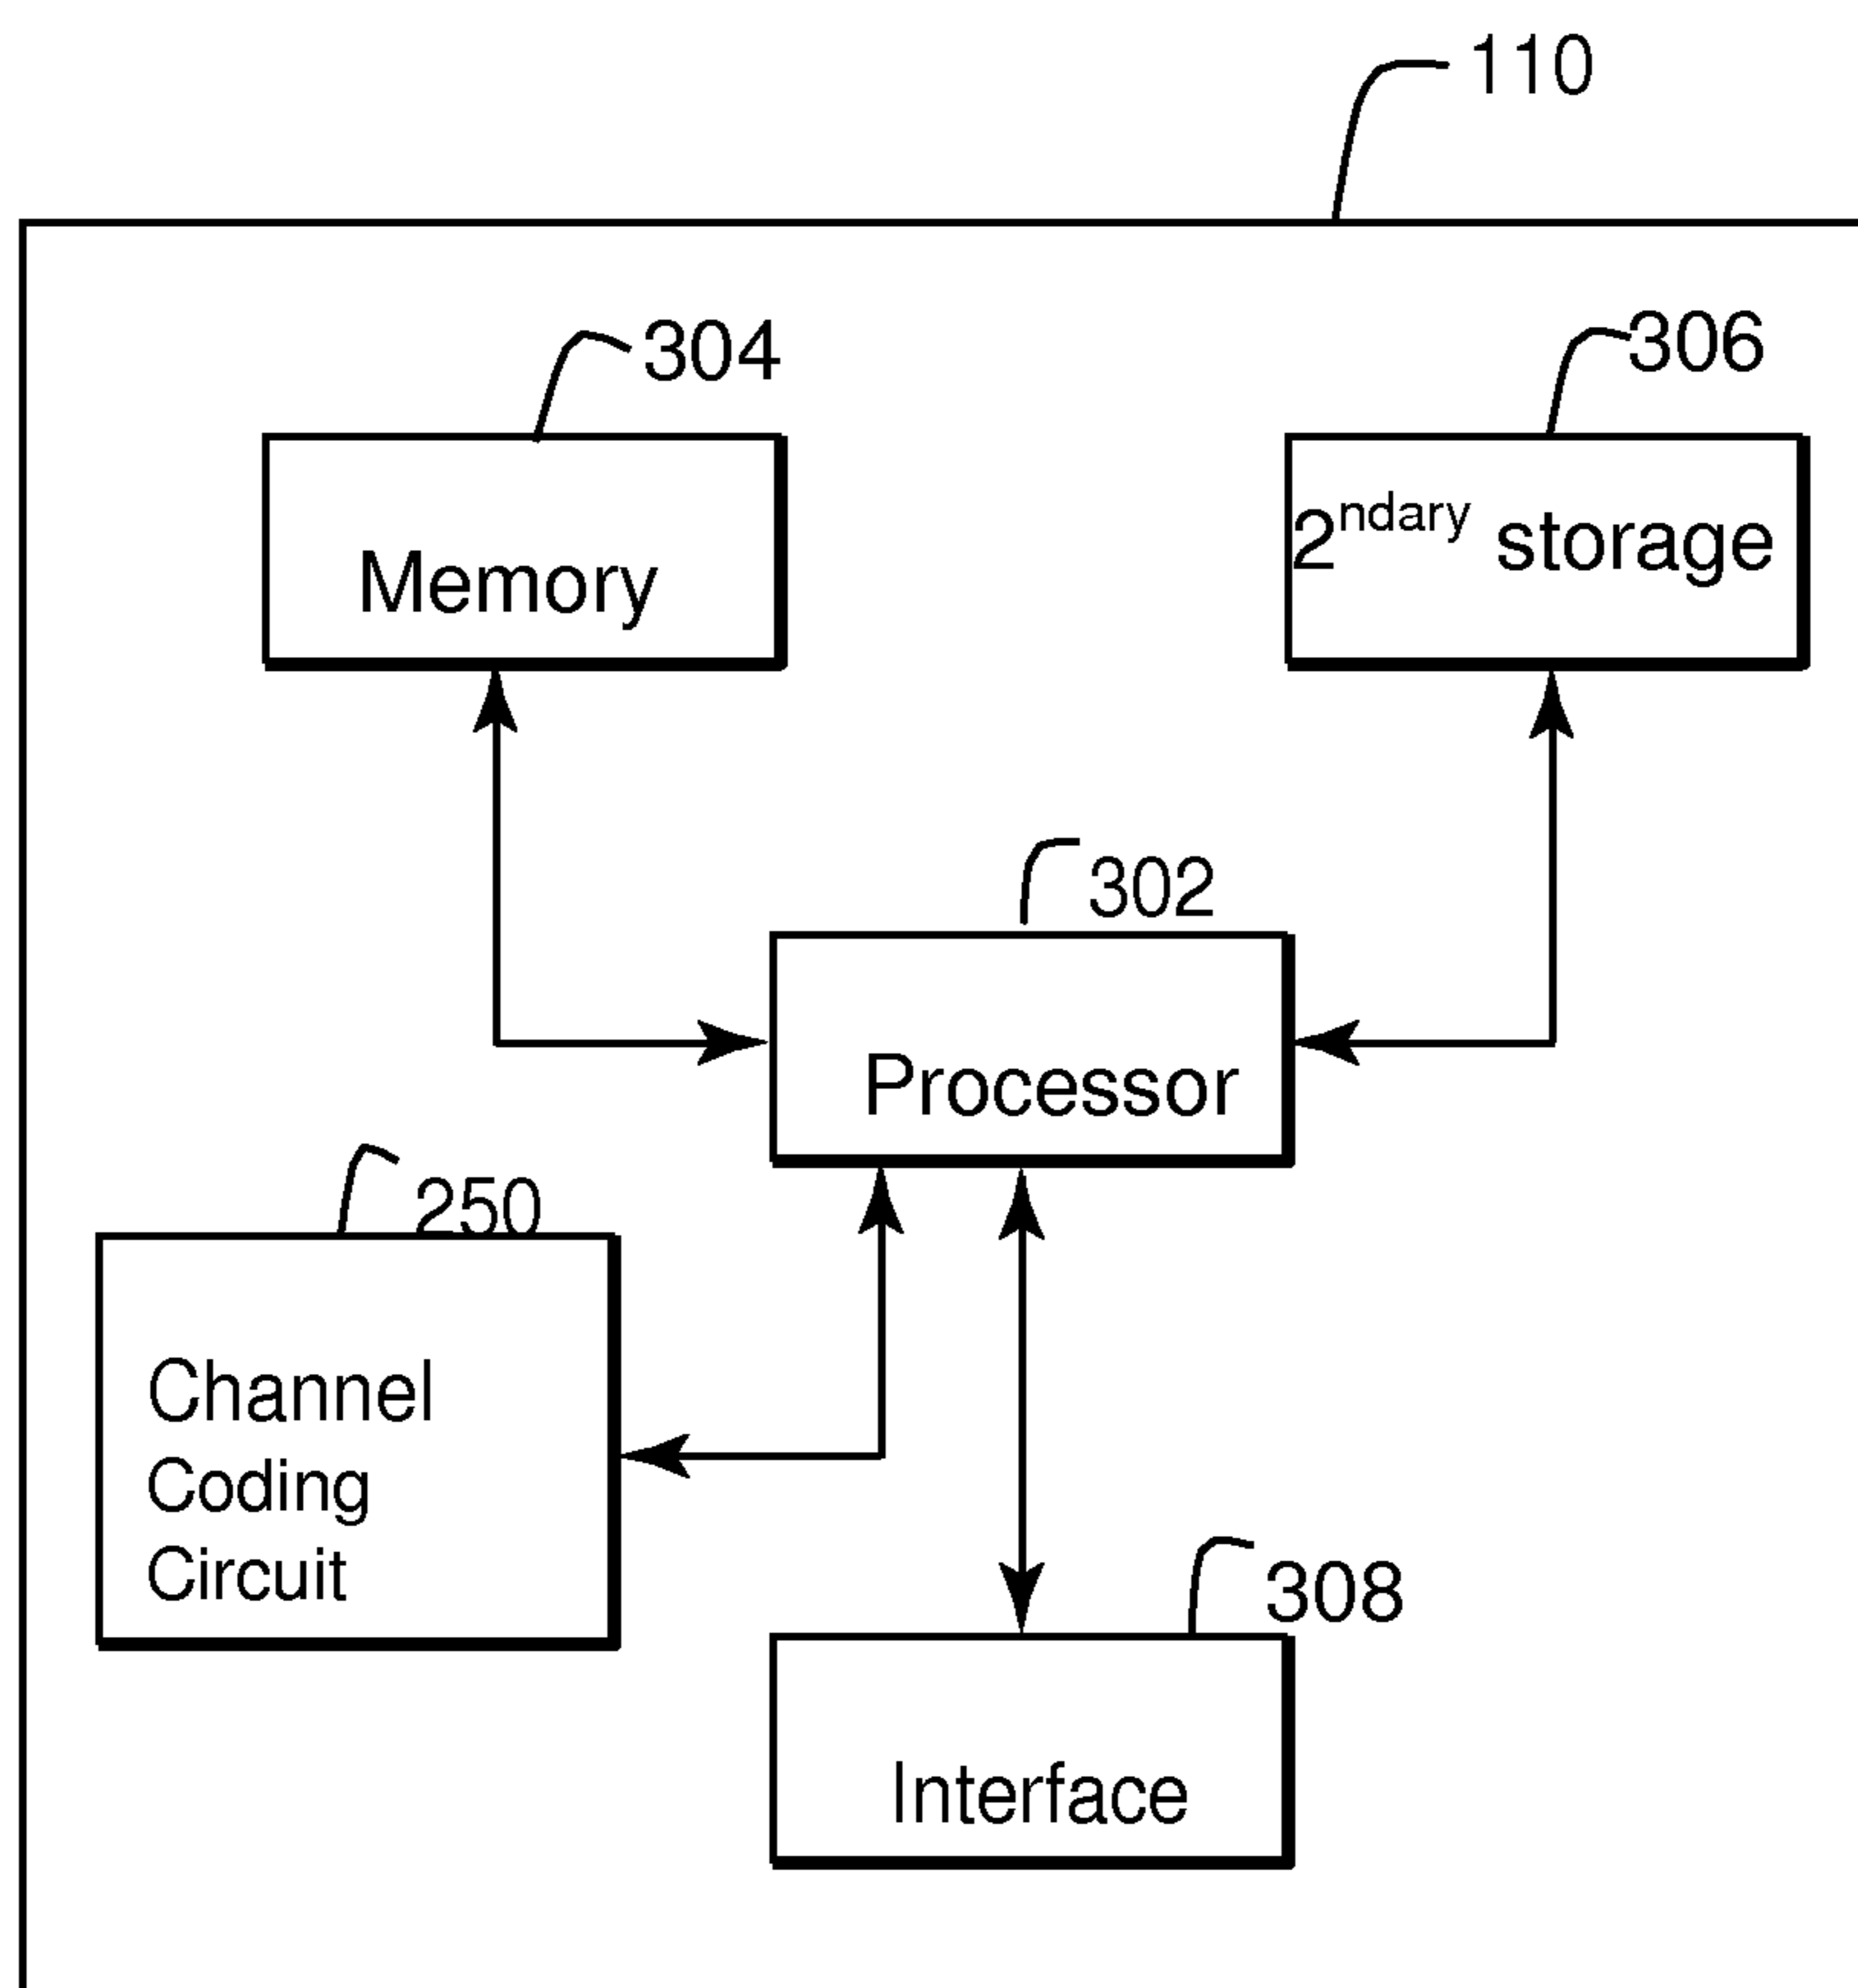 110
304
306
Memory
2ndary storage
302
Processor
250
Channel
Coding
Circuit
308
Interface